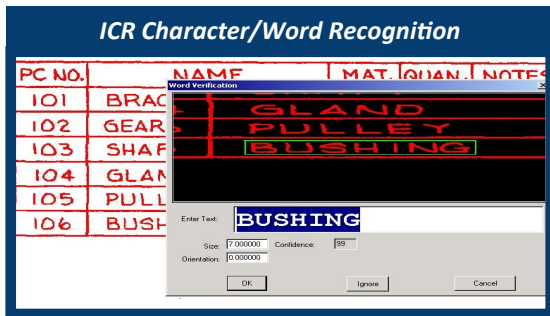 ICR Character/Word Recognition
PC NO. NAME MAT. QUAN. NOTES
Word Verification
101 BRAC
GLAND
102 GEAR
PULLEY
103 SHAF
BUSHING
104 GLAN
105 PULL
Enter Text: BUSHING
106 BUSH
Size: 7.000000 Confidence: 99
Orientation: 0.000000
OK Ignore Cancel